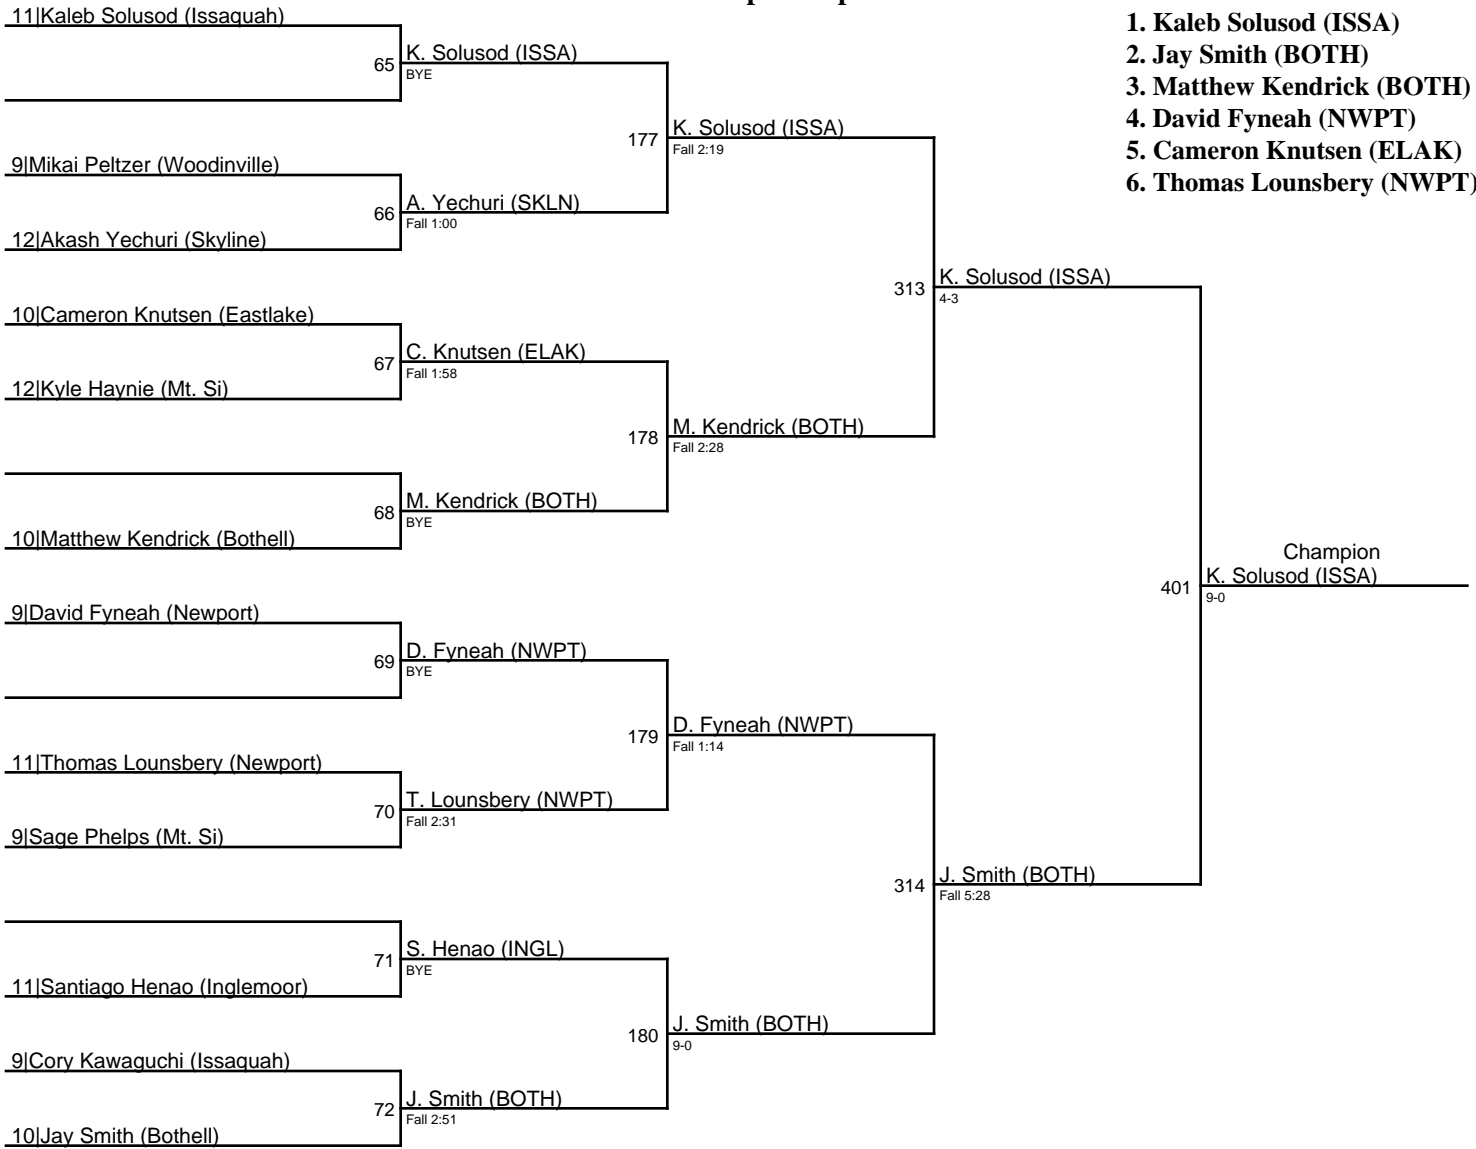 1. Kaleb Solusod (ISSA)
2. Jay Smith (BOTH)
3. Matthew Kendrick (BOTH)
4. David Fyneah (NWPT)
5. Cameron Knutsen (ELAK)
6. Thomas Lounsbery (NWPT)
11|Kaleb Solusod (Issaquah)
65
K. Solusod (ISSA)
BYE
9|Mikai Peltzer (Woodinville)
66
A. Yechuri (SKLN)
Fall 1:00
12|Akash Yechuri (Skyline)
177
K. Solusod (ISSA)
Fall 2:19
10|Cameron Knutsen (Eastlake)
67
C. Knutsen (ELAK)
Fall 1:58
12|Kyle Haynie (Mt. Si)
178
M. Kendrick (BOTH)
Fall 2:28
68
M. Kendrick (BOTH)
BYE
10|Matthew Kendrick (Bothell)
313
K. Solusod (ISSA)
4-3
9|David Fyneah (Newport)
69
D. Fyneah (NWPT)
BYE
11|Thomas Lounsbery (Newport)
70
T. Lounsbery (NWPT)
Fall 2:31
9|Sage Phelps (Mt. Si)
179
D. Fyneah (NWPT)
Fall 1:14
71
S. Henao (INGL)
BYE
11|Santiago Henao (Inglemoor)
9|Cory Kawaguchi (Issaquah)
72
J. Smith (BOTH)
Fall 2:51
10|Jay Smith (Bothell)
180
J. Smith (BOTH)
9-0
314
J. Smith (BOTH)
Fall 5:28
401
Champion
K. Solusod (ISSA)
9-0